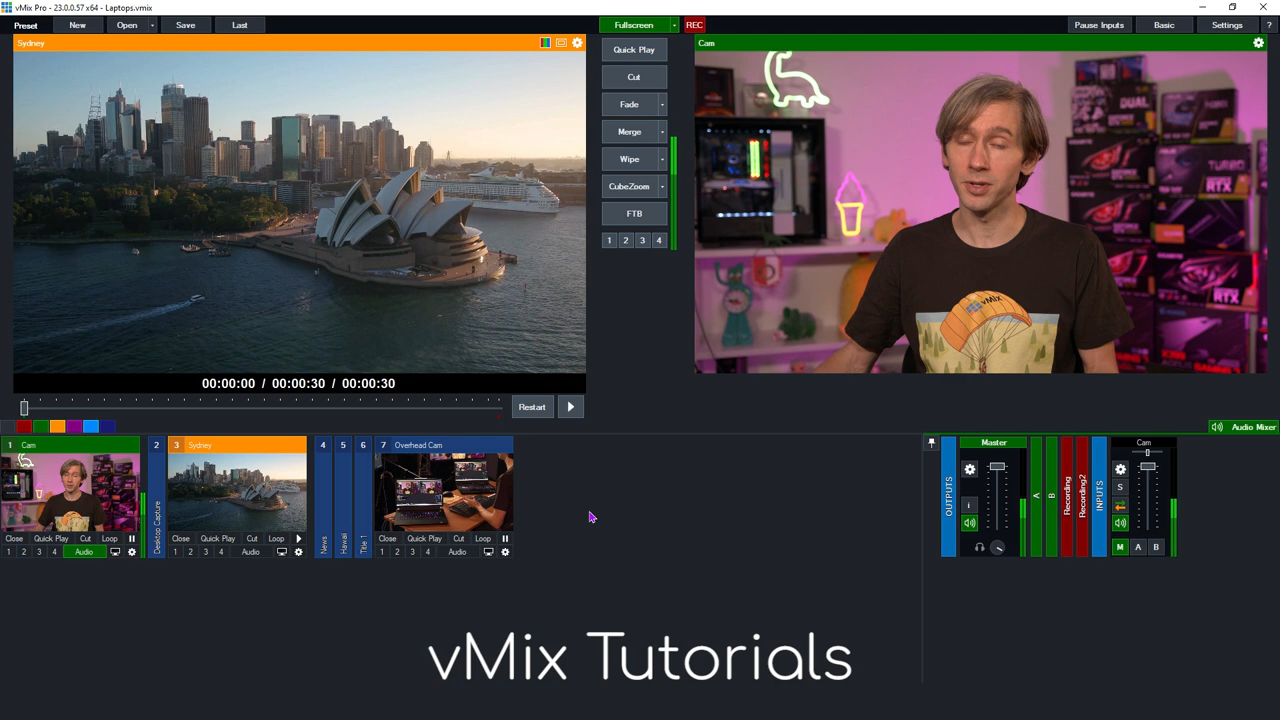 vMix Pro - 23.0.0.57 x64 - Laptops.vmix
Preset New Open Save Last Fullscreen REC Pause Inputs Basic Settings ?
Sydney
Cam
Quick Play
Cut
Fade
Merge
Wipe
CubeZoom
FTB
1 2 3 4
DUAL
TURBO
RTX
vMix
00:00:00 / 00:00:30 / 00:00:30
Restart
Audio Mixer
1 Cam
2 Desktop Capture
3 Sydney
4 News
5 Hawaii
6 Title 1
7 Overhead Cam
Close Quick Play Cut Loop
1 2 3 4 Audio
Close Quick Play Cut Loop
1 2 3 4 Audio
Close Quick Play Cut Loop
1 2 3 4 Audio
OUTPUTS
Master
i
A
B
Recording
Recording2
INPUTS
Cam
S
M A B
vMix Tutorials